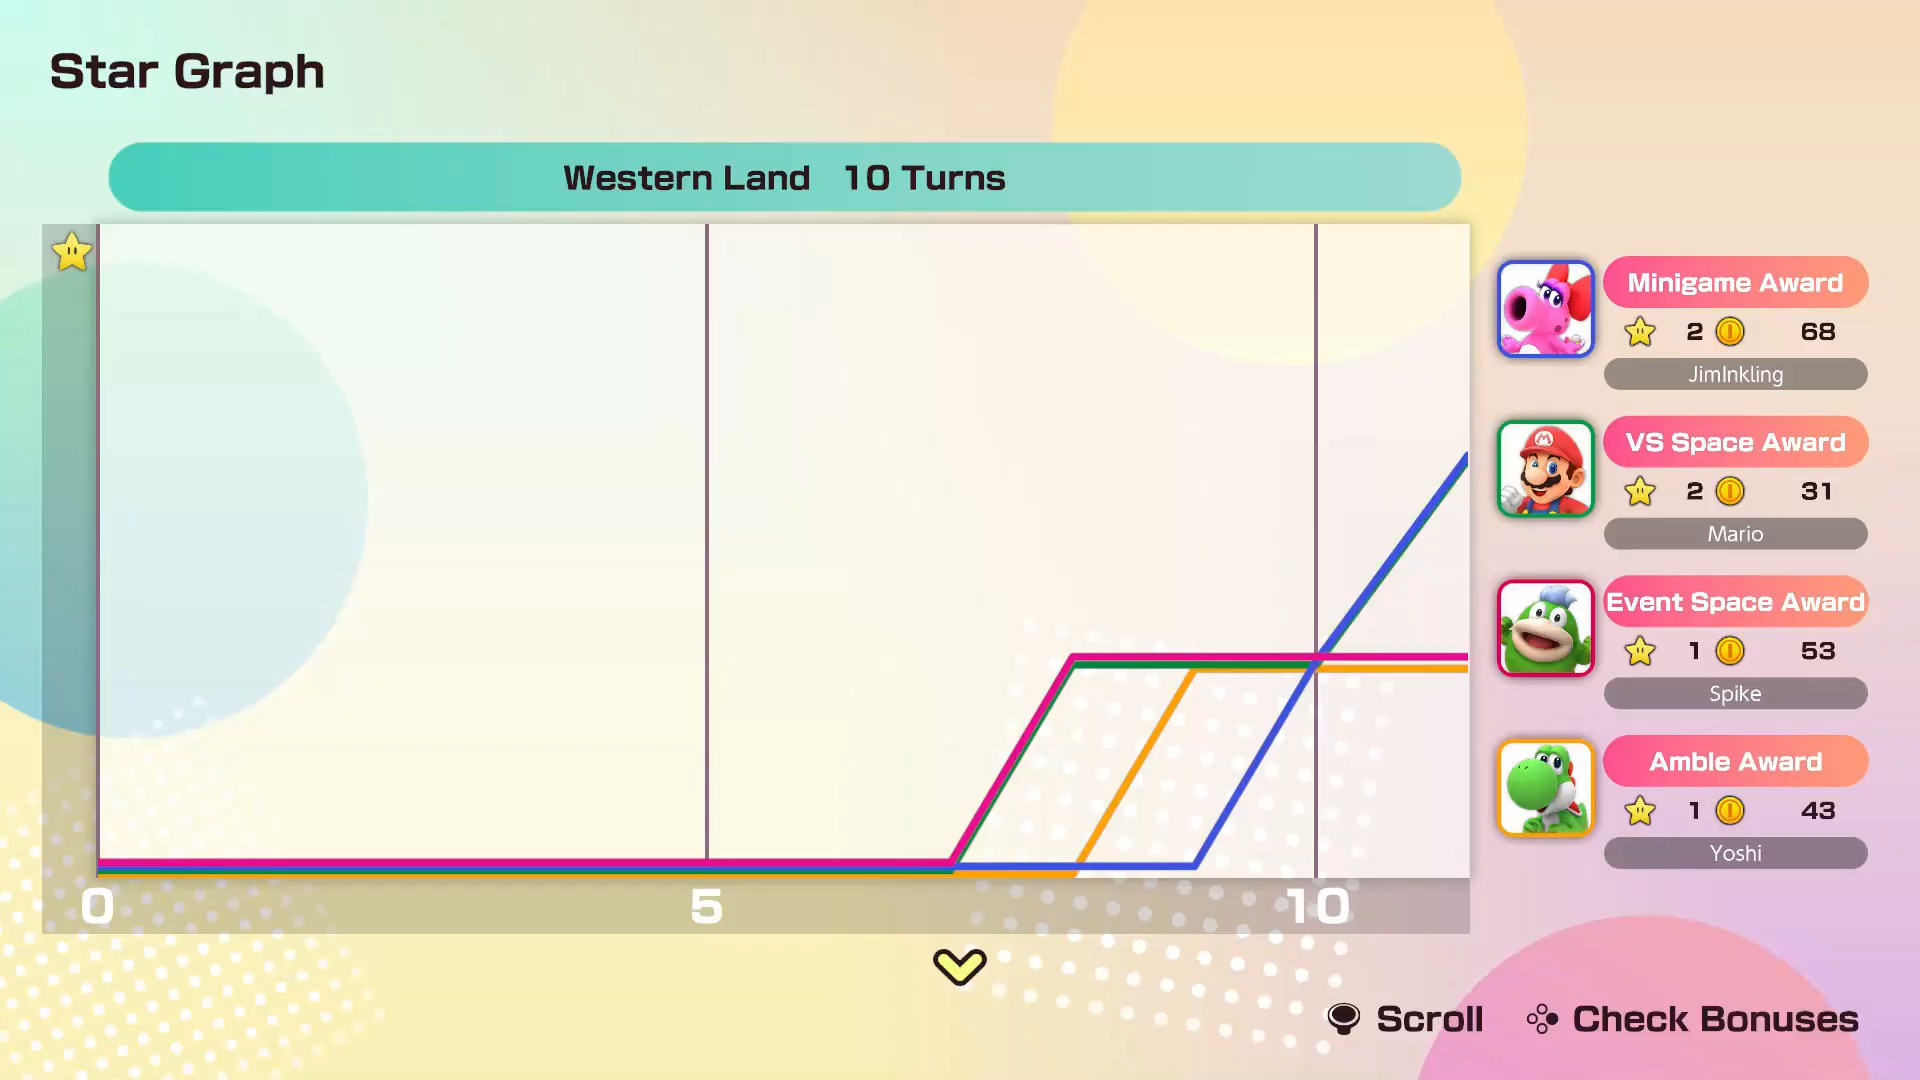 Star Graph
Western Land 10 Turns
0
5
10
Minigame Award
2 68
JimInkling
VS Space Award
2 31
Mario
Event Space Award
1 53
Spike
Amble Award
1 43
Yoshi
Scroll
Check Bonuses